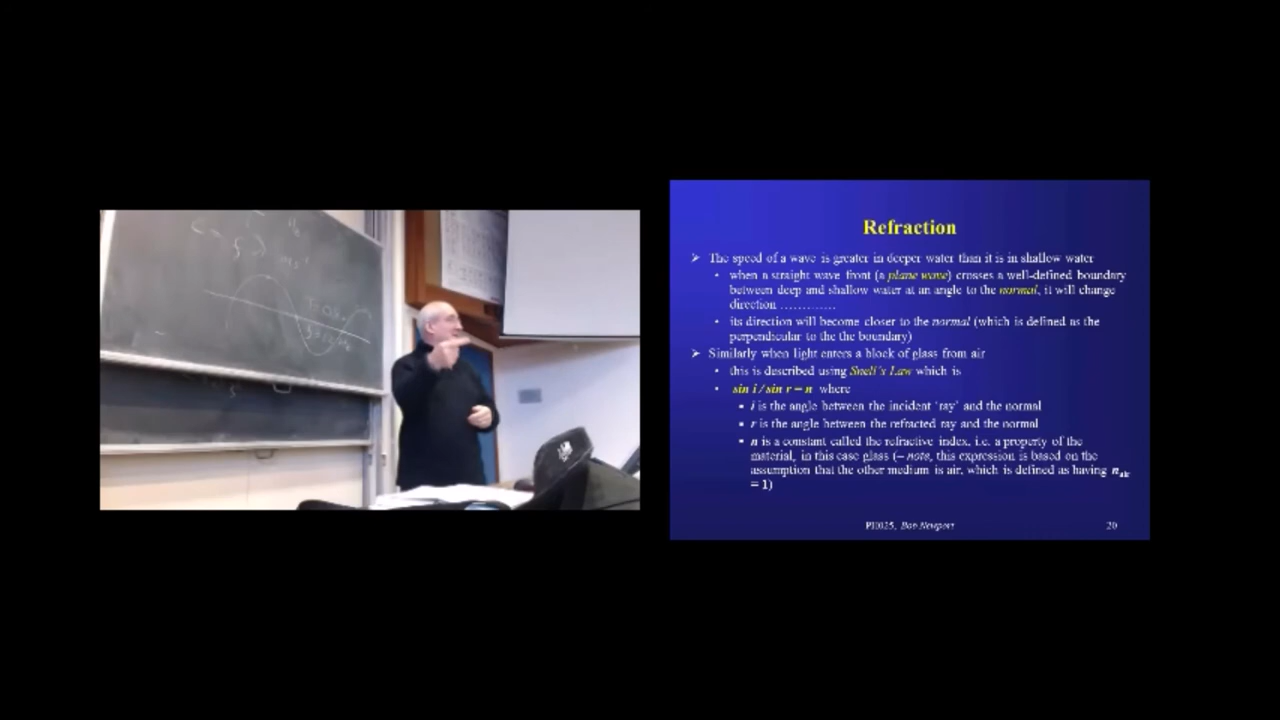 Refraction
➢ The speed of a wave is greater in deeper water than it is in shallow water
• when a straight wave front (a plane wave) crosses a well-defined boundary
between deep and shallow water at an angle to the normal, it will change
direction .............
• its direction will become closer to the normal (which is defined as the
perpendicular to the the boundary)
➢ Similarly when light enters a block of glass from air
• this is described using Snell's Law which is
• sin i / sin r = n where
▪ i is the angle between the incident 'ray' and the normal
▪ r is the angle between the refracted ray and the normal
▪ n is a constant called the refractive index, i.e. a property of the
material, in this case glass (– note, this expression is based on the
assumption that the other medium is air, which is defined as having n air
= 1)
PH025, Bob Newport
20